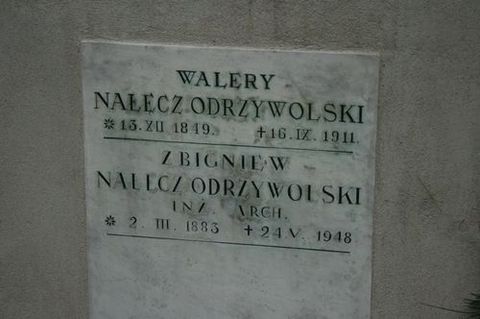 WALERY
NAŁĘCZ ODRZYWOLSKI
* 13. XII 1849. + 16. IX. 1911.
ZBIGNIEW
NAŁĘCZ ODRZYWOLSKI
INŻ. ARCH.
* 2. III. 1883 + 24 V. 1948